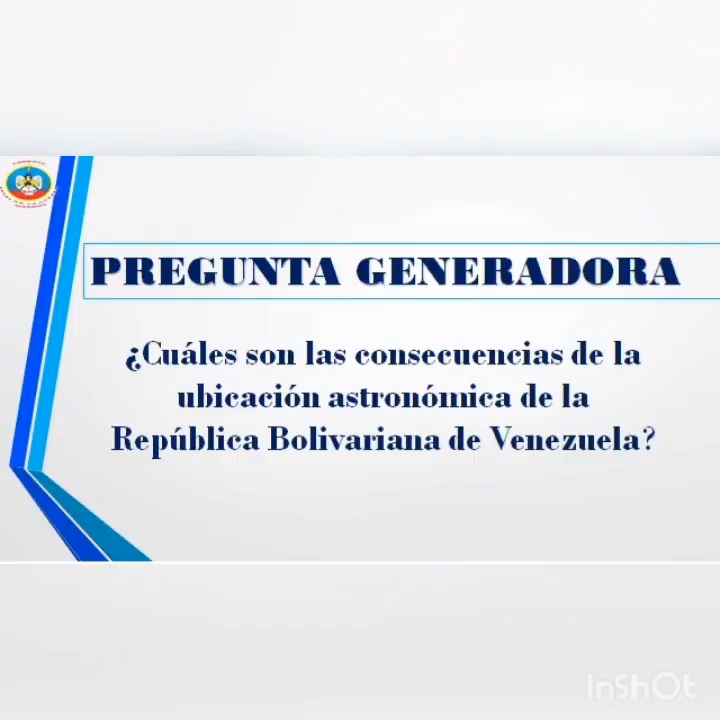 PREGUNTA GENERADORA
¿Cuáles son las consecuencias de la
ubicación astronómica de la
República Bolivariana de Venezuela?
InShOt